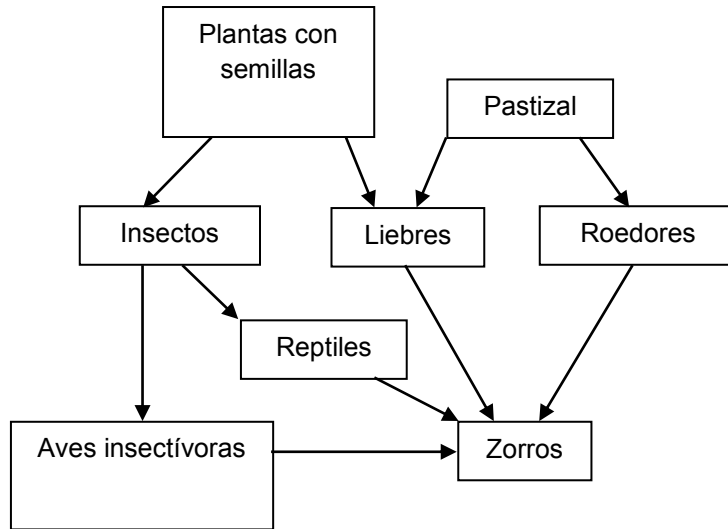 Plantas con
semillas
Pastizal
Insectos
Liebres
Roedores
Reptiles
Aves insectívoras
Zorros